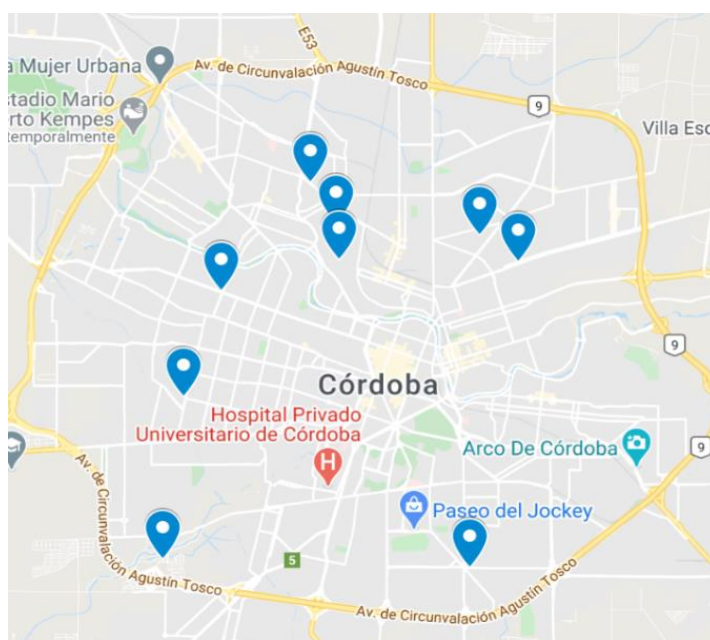 E53
a Mujer Urbana
Av. de Circunvalación Agustín Tosco
stadio Mario
erto Kempes
temporalmente
9
Villa Esc
9
Córdoba
Hospital Privado
Universitario de Córdoba
H
Arco De Córdoba
9
Paseo del Jockey
Av. de Circunvalación Agustín Tosco
5
Av. de Circunvalación Agustín Tosco